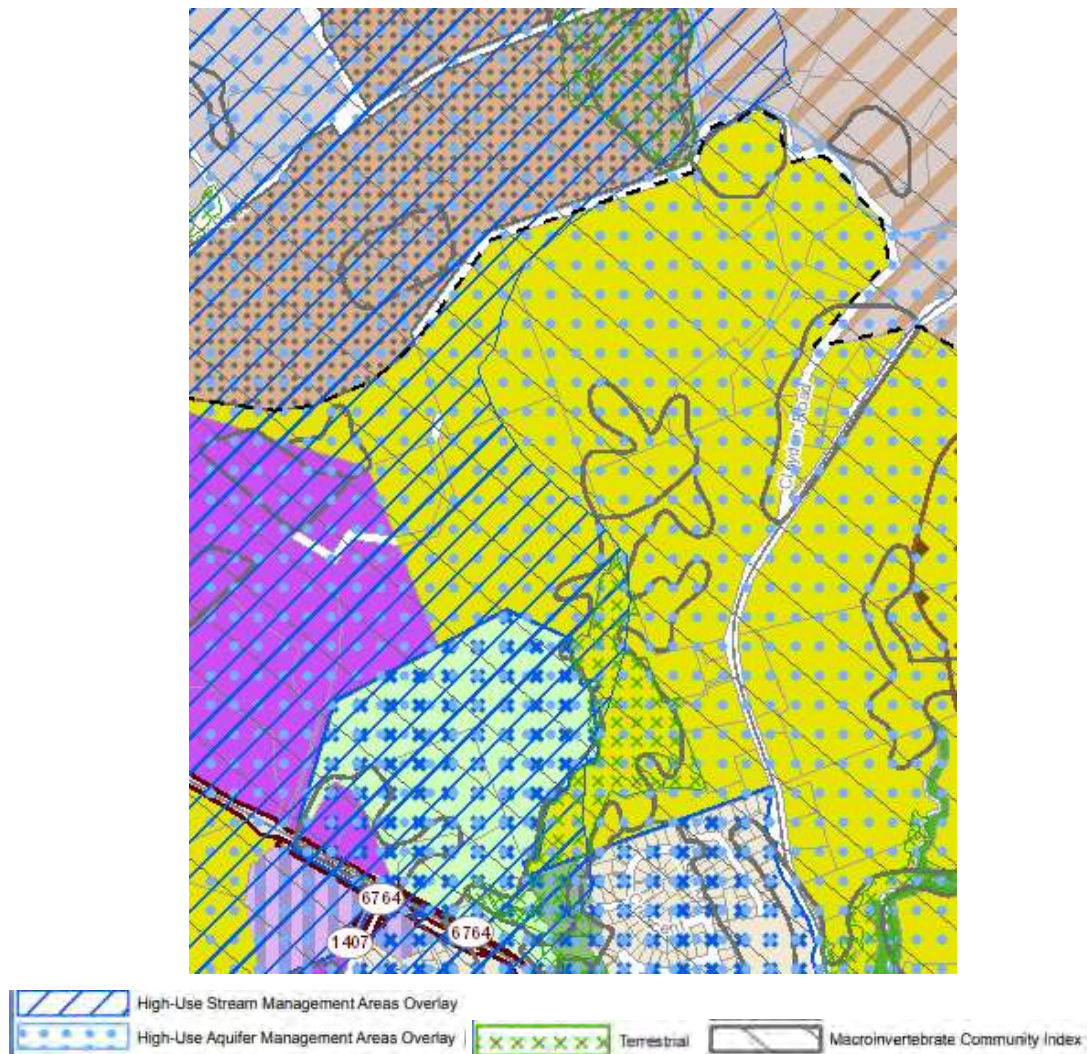 Clayden Road
6764
1407
6764
High-Use Stream Management Areas Overlay
High-Use Aquifer Management Areas Overlay
Terrestrial
Macroinvertebrate Community Index